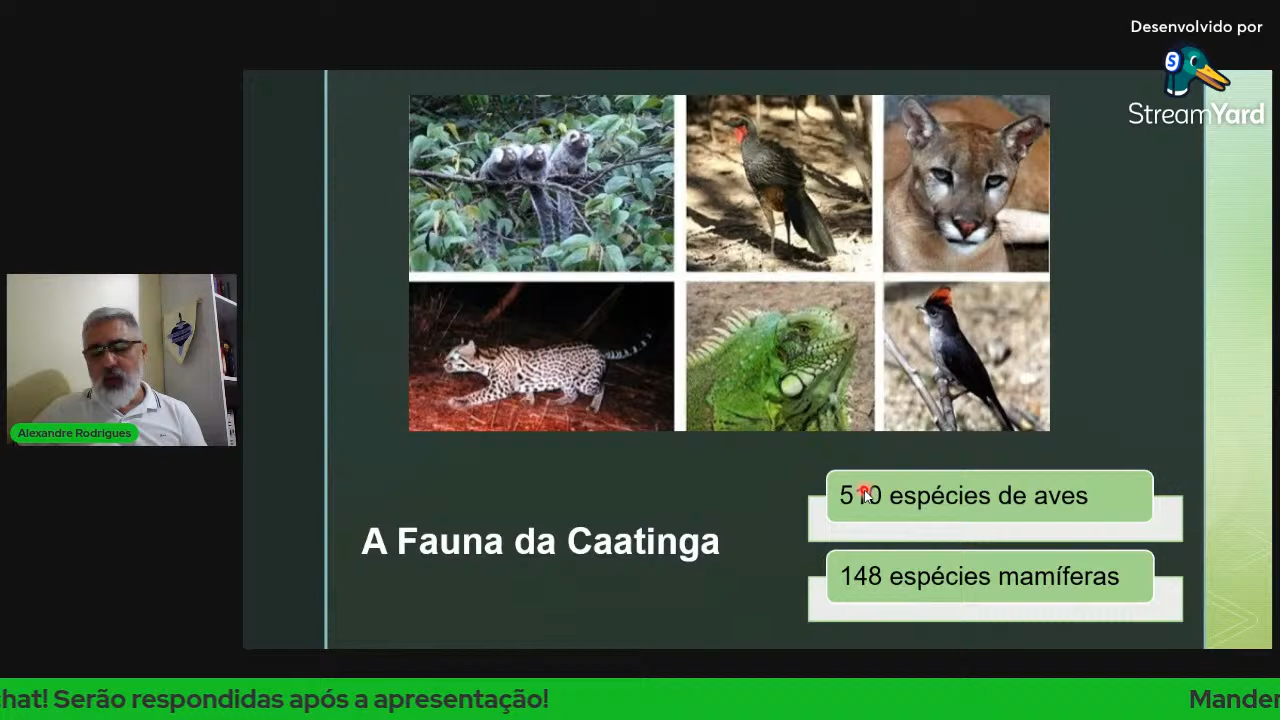 Desenvolvido por
StreamYard
Alexandre Rodrigues
A Fauna da Caatinga
510 espécies de aves
148 espécies mamíferas
hat! Serão respondidas após a apresentação!
Mander